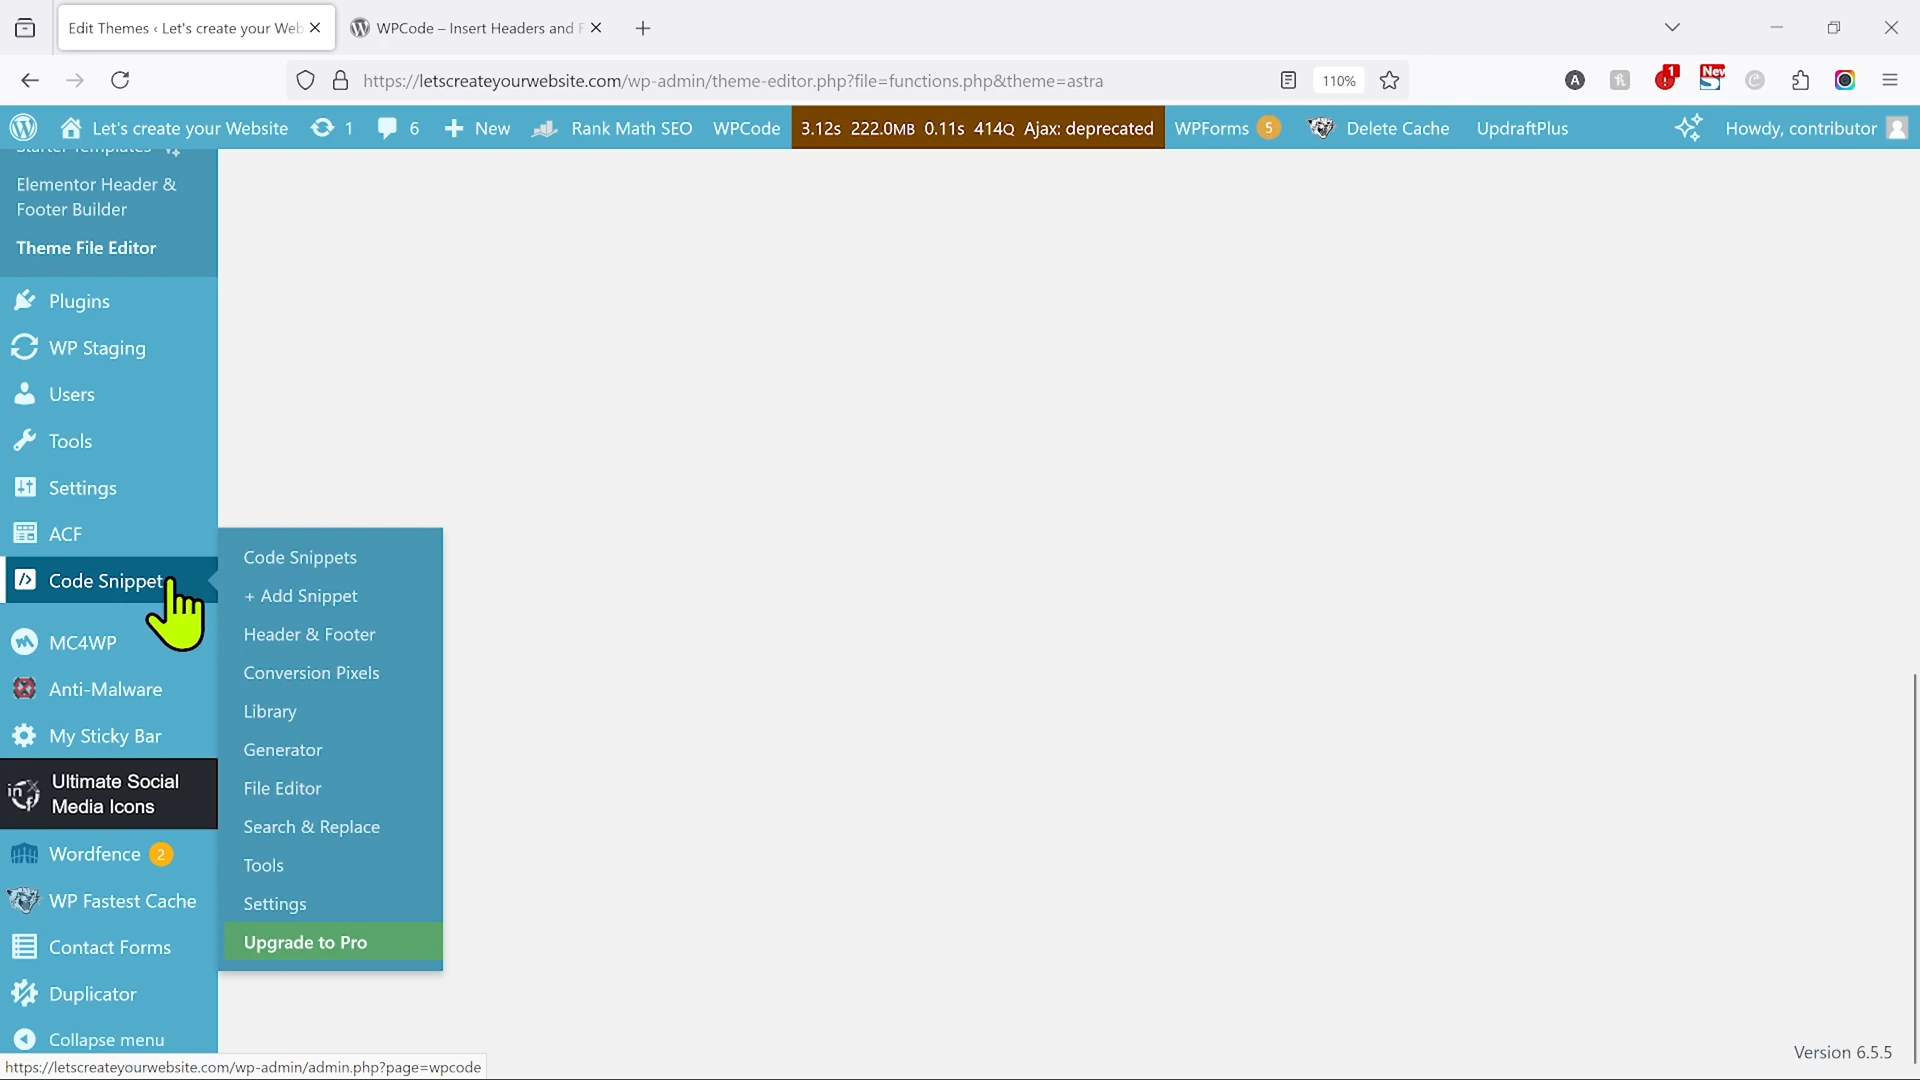 Edit Themes ‹ Let's create your Web
WPCode – Insert Headers and F
https://letscreateyourwebsite.com/wp-admin/theme-editor.php?file=functions.php&theme=astra
110%
A
1
New
Let's create your Website
1
6
New
Rank Math SEO
WPCode
3.12s 222.0MB 0.11s 414Q Ajax: deprecated
WPForms 5
Delete Cache
UpdraftPlus
Howdy, contributor
Starter Templates
Elementor Header &
Footer Builder
Theme File Editor
Plugins
WP Staging
Users
Tools
Settings
ACF
Code Snippet
MC4WP
Anti-Malware
My Sticky Bar
Ultimate Social
Media Icons
Wordfence 2
WP Fastest Cache
Contact Forms
Duplicator
Collapse menu
Code Snippets
+ Add Snippet
Header & Footer
Conversion Pixels
Library
Generator
File Editor
Search & Replace
Tools
Settings
Upgrade to Pro
Version 6.5.5
https://letscreateyourwebsite.com/wp-admin/admin.php?page=wpcode